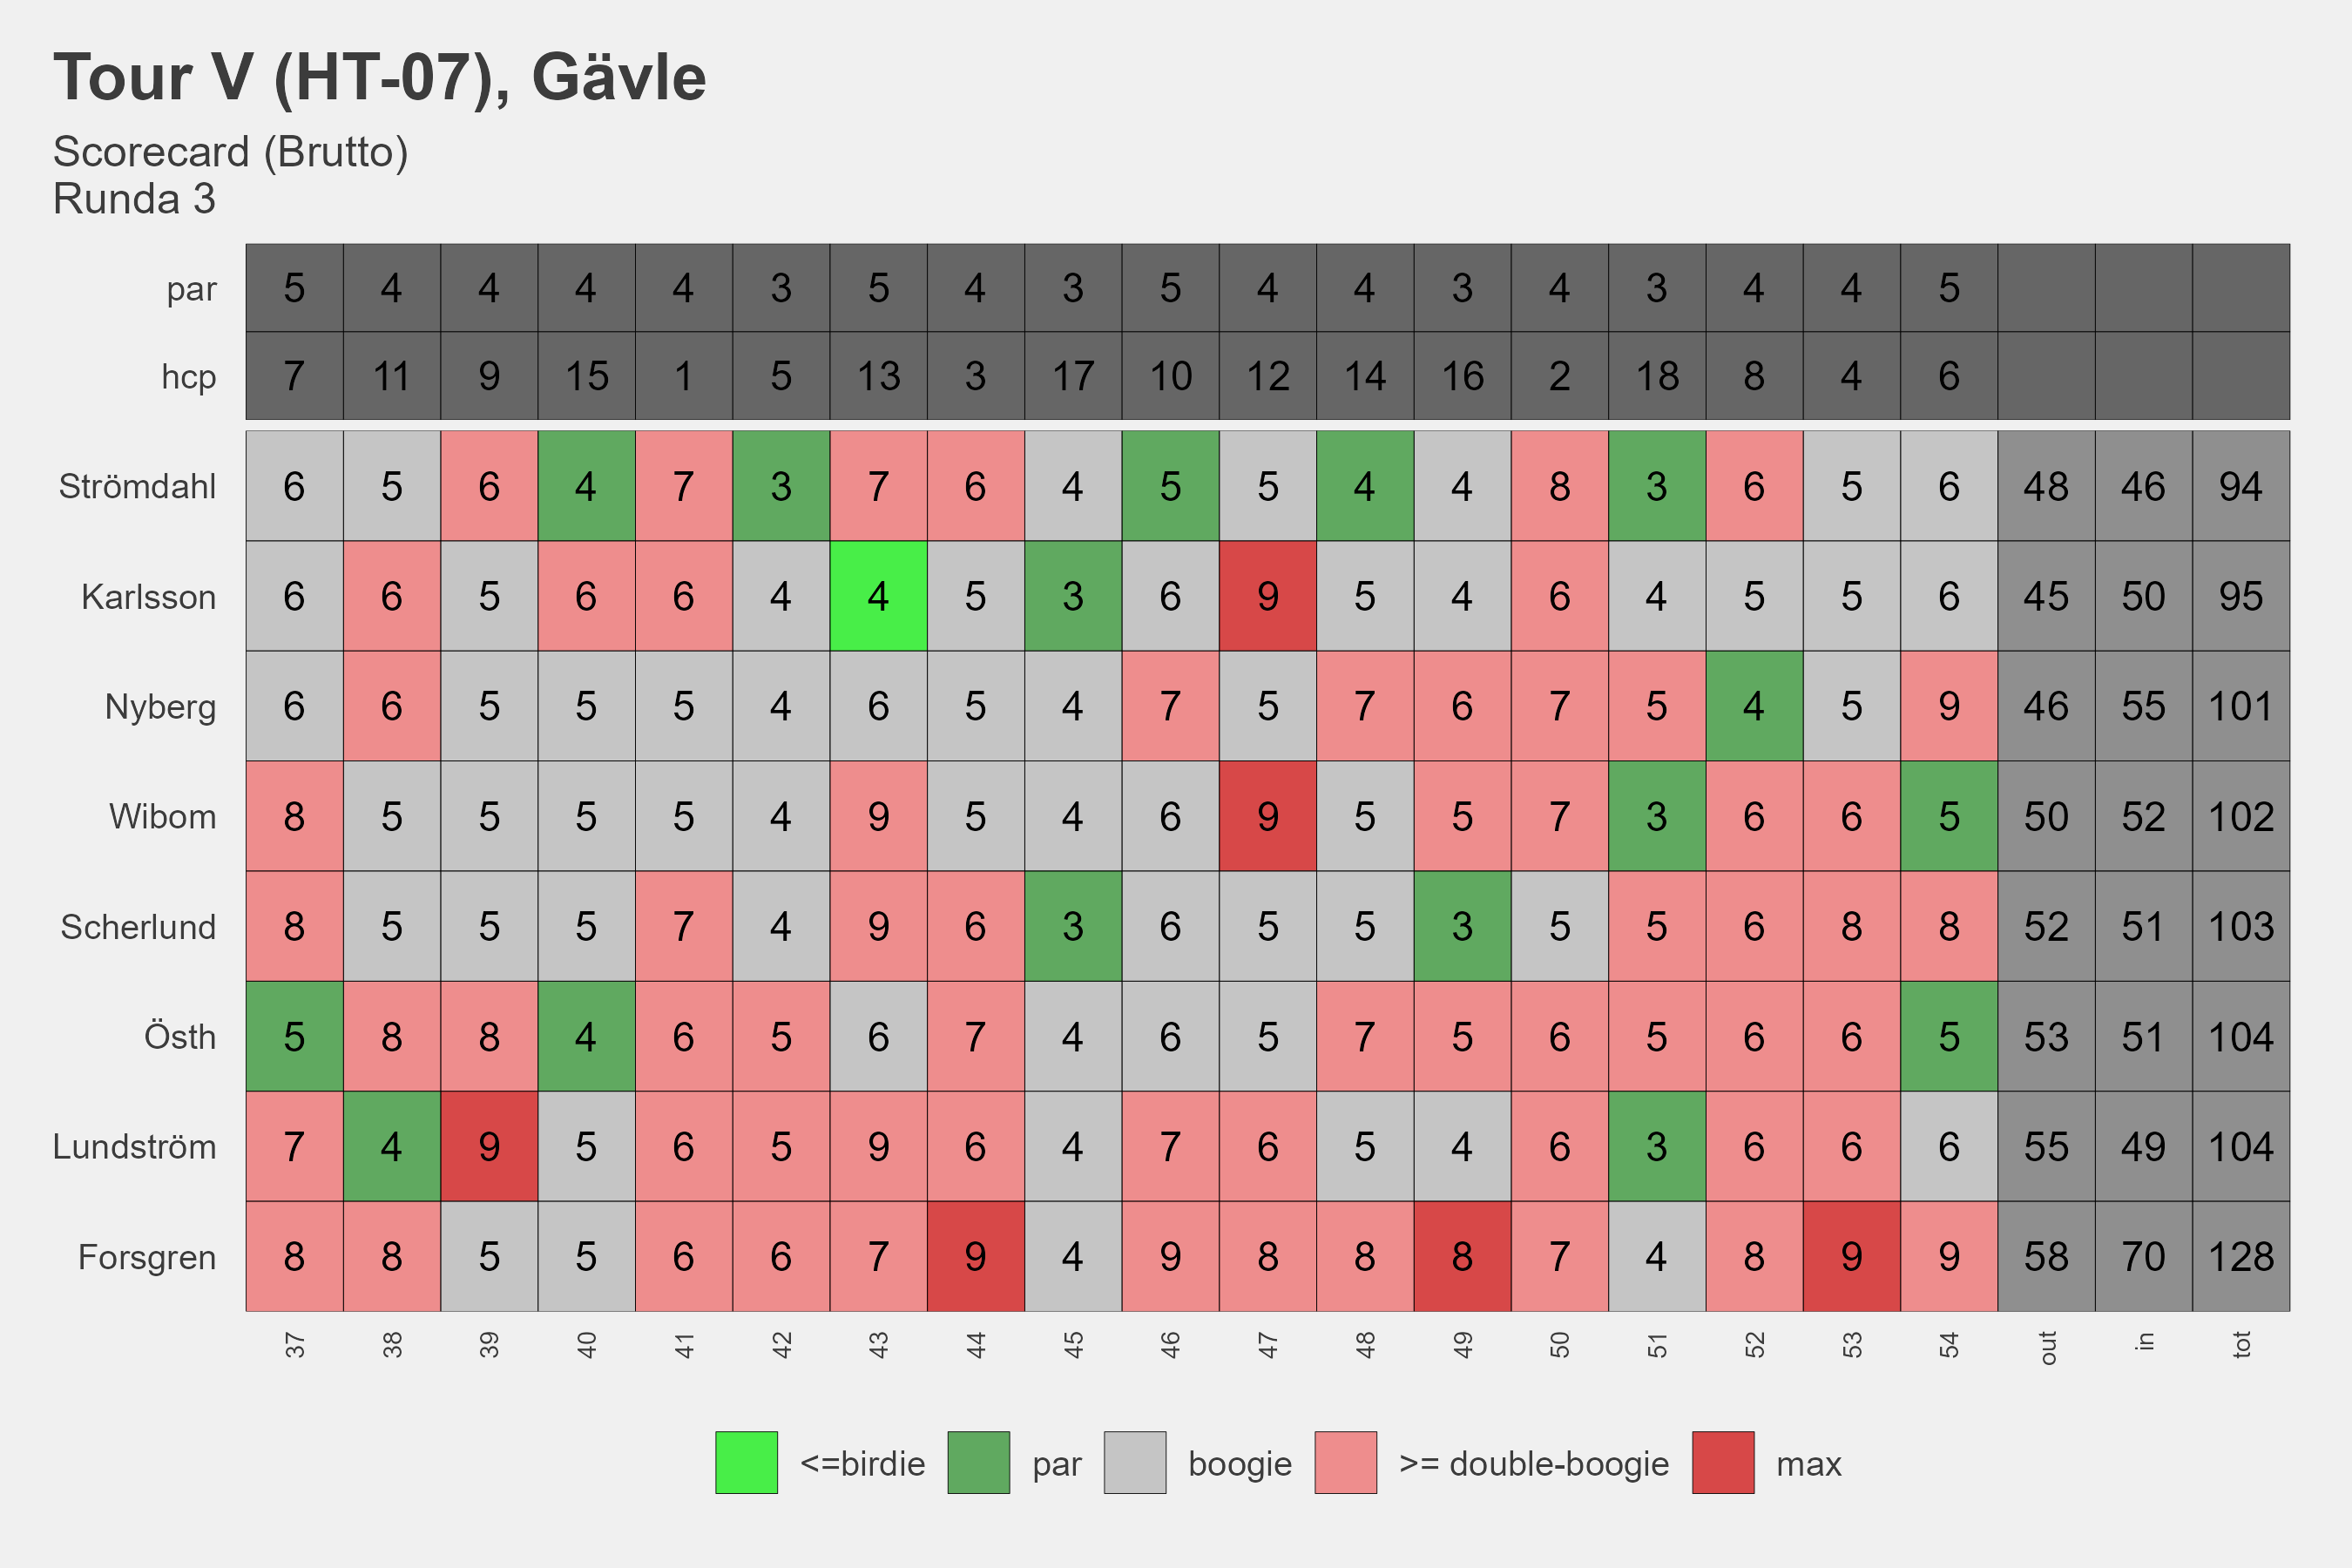 Tour V (HT-07), Gävle
Scorecard (Brutto)
Runda 3
par 5 4 4 4 4 3 5 4 3 5 4 4 3 4 3 4 4 5
hcp 7 11 9 15 1 5 13 3 17 10 12 14 16 2 18 8 4 6
Strömdahl 6 5 6 4 7 3 7 6 4 5 5 4 4 8 3 6 5 6 48 46 94
Karlsson 6 6 5 6 6 4 4 5 3 6 9 5 4 6 4 5 5 6 45 50 95
Nyberg 6 6 5 5 5 4 6 5 4 7 5 7 6 7 5 4 5 9 46 55 101
Wibom 8 5 5 5 5 4 9 5 4 6 9 5 5 7 3 6 6 5 50 52 102
Scherlund 8 5 5 5 7 4 9 6 3 6 5 5 3 5 5 6 8 8 52 51 103
Östh 5 8 8 4 6 5 6 7 4 6 5 7 5 6 5 6 6 5 53 51 104
Lundström 7 4 9 5 6 5 9 6 4 7 6 5 4 6 3 6 6 6 55 49 104
Forsgren 8 8 5 5 6 6 7 9 4 9 8 8 8 7 4 8 9 9 58 70 128
37 38 39 40 41 42 43 44 45 46 47 48 49 50 51 52 53 54 out in tot
<=birdie par boogie >= double-boogie max